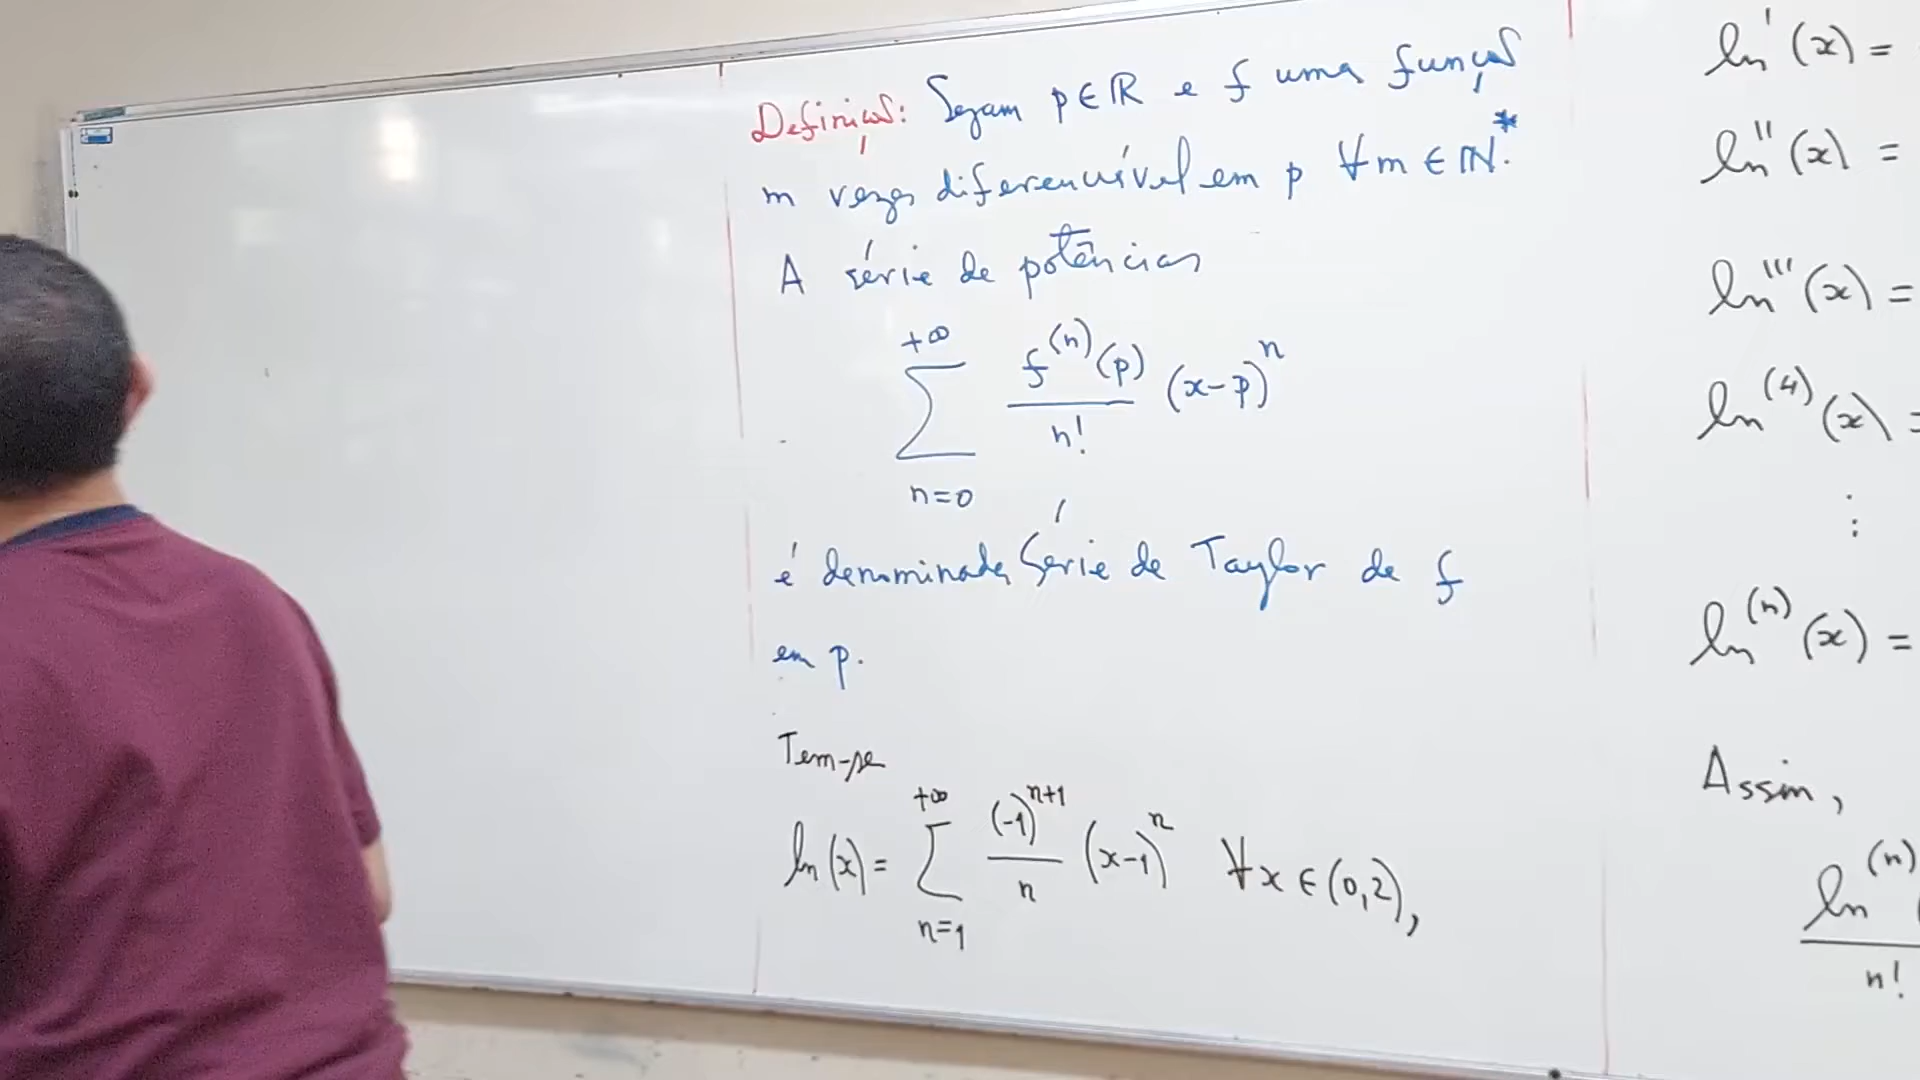 Definição: Sejam p∈ℝ e f uma função
m vezes diferenciável em p ∀m∈ℕ*.
A série de potências
+∞
∑ f^(n)(p)/n! (x-p)^n
n=0
é denominada Série de Taylor de f
em p.
Tem-se
+∞
ln(x) = ∑ (-1)^(n+1)/n (x-1)^n ∀x∈(0,2),
n=1
ln'(x) =
ln''(x) =
ln'''(x) =
ln^(4)(x) =
⋮
ln^(n)(x) =
Assim,
ln^(n)
n!